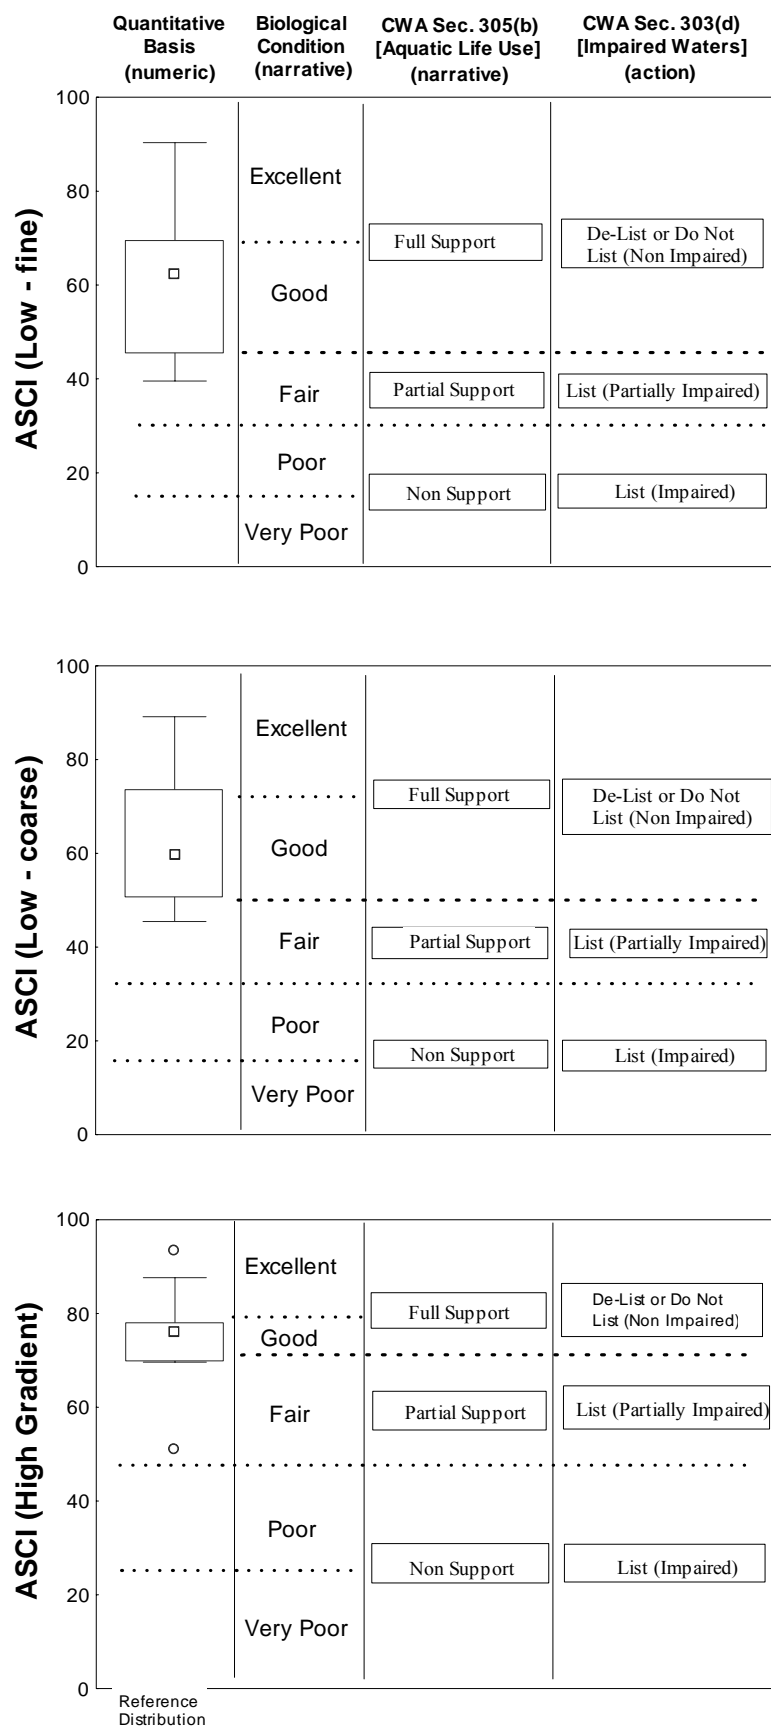 Quantitative
Basis
(numeric)
Biological
Condition
(narrative)
CWA Sec. 305(b)
[Aquatic Life Use]
(narrative)
CWA Sec. 303(d)
[Impaired Waters]
(action)
ASCI (Low - fine)
100
80
60
40
20
0
Excellent
Good
Fair
Poor
Very Poor
Full Support
Partial Support
Non Support
De-List or Do Not
List (Non Impaired)
List (Partially Impaired)
List (Impaired)
ASCI (Low - coarse)
100
80
60
40
20
0
Excellent
Good
Fair
Poor
Very Poor
Full Support
Partial Support
Non Support
De-List or Do Not
List (Non Impaired)
List (Partially Impaired)
List (Impaired)
ASCI (High Gradient)
100
80
60
40
20
0
Excellent
Good
Fair
Poor
Very Poor
Full Support
Partial Support
Non Support
De-List or Do Not
List (Non Impaired)
List (Partially Impaired)
List (Impaired)
Reference
Distribution